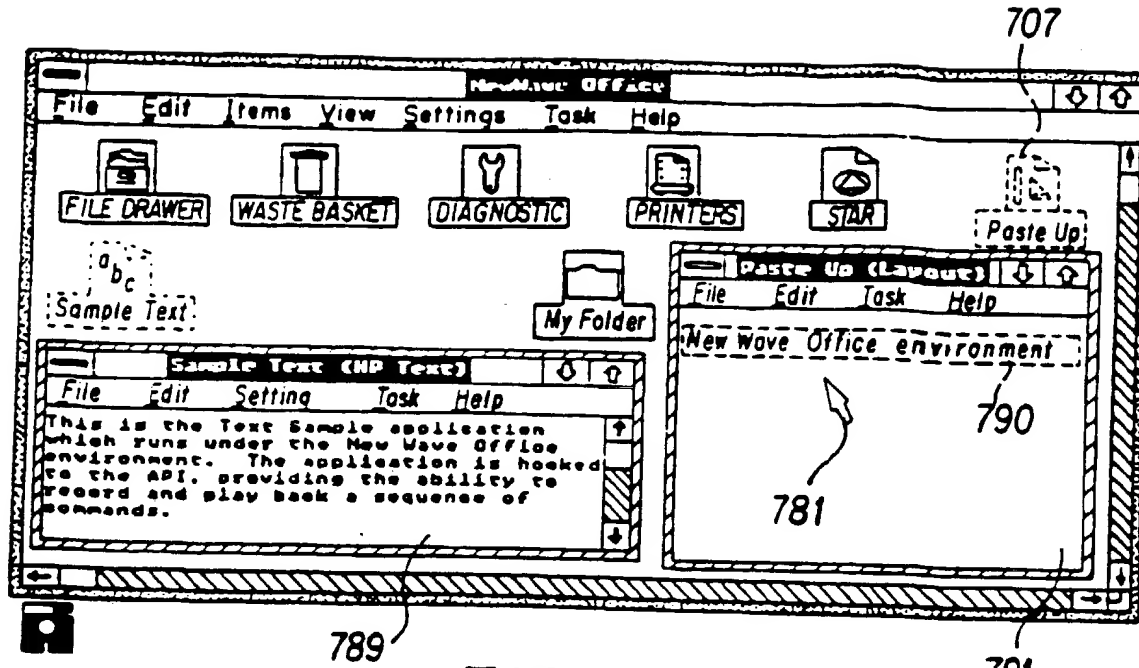 707
NewWave Office
File Edit Items View Settings Task Help
FILE DRAWER WASTE BASKET DIAGNOSTIC PRINTERS STAR Paste Up
abc
Sample Text
My Folder
Paste Up (Layout)
File Edit Task Help
New Wave Office environment
790
781
Sample Text (HP Text)
File Edit Setting Task Help
This is the Text Sample application
which runs under the New Wave Office
environment. The application is hooked
to the API, providing the ability to
record and play back a sequence of
commands.
789
791